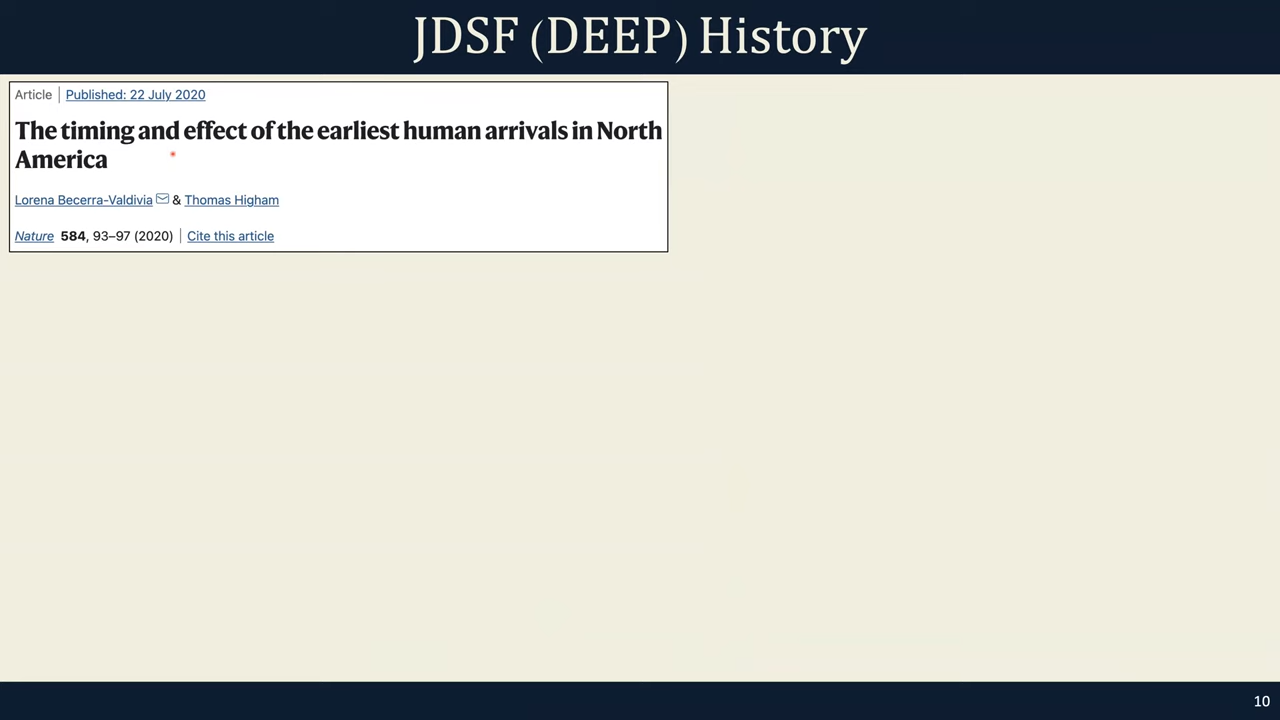 JDSF (DEEP) History
Article | Published: 22 July 2020
The timing and effect of the earliest human arrivals in North
America
Lorena Becerra-Valdivia & Thomas Higham
Nature 584, 93–97 (2020) | Cite this article
10